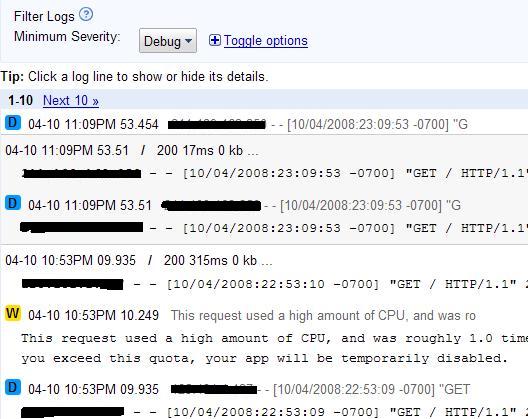 Filter Logs ?
Minimum Severity: Debug Toggle options
Tip: Click a log line to show or hide its details.
1-10 Next 10 »
D 04-10 11:09PM 53.454 - - [10/04/2008:23:09:53 -0700] "G
04-10 11:09PM 53.51 / 200 17ms 0 kb ...
- - [10/04/2008:23:09:53 -0700] "GET / HTTP/1.1"
D 04-10 11:09PM 53.51 - - [10/04/2008:23:09:53 -0700] "G
- - [10/04/2008:23:09:53 -0700] "GET / HTTP/1.1"
04-10 10:53PM 09.935 / 200 315ms 0 kb ...
- - [10/04/2008:22:53:10 -0700] "GET / HTTP/1.1" 2
W 04-10 10:53PM 10.249 This request used a high amount of CPU, and was ro
This request used a high amount of CPU, and was roughly 1.0 time
you exceed this quota, your app will be temporarily disabled.
D 04-10 10:53PM 09.935 - - [10/04/2008:22:53:09 -0700] "GET
- - [10/04/2008:22:53:09 -0700] "GET / HTTP/1.1"